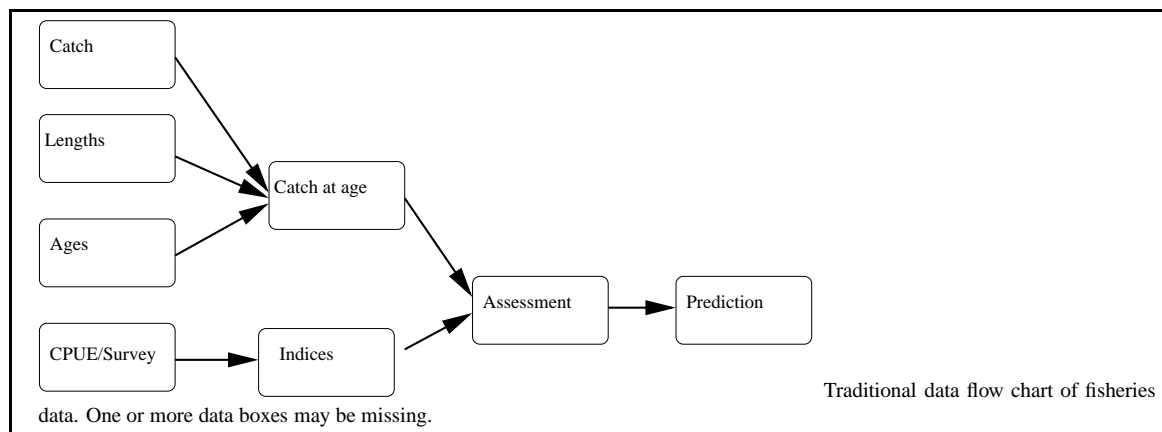 Catch
Lengths
Catch at age
Ages
Assessment
Prediction
CPUE/Survey
Indices
Traditional data flow chart of fisheries
data. One or more data boxes may be missing.